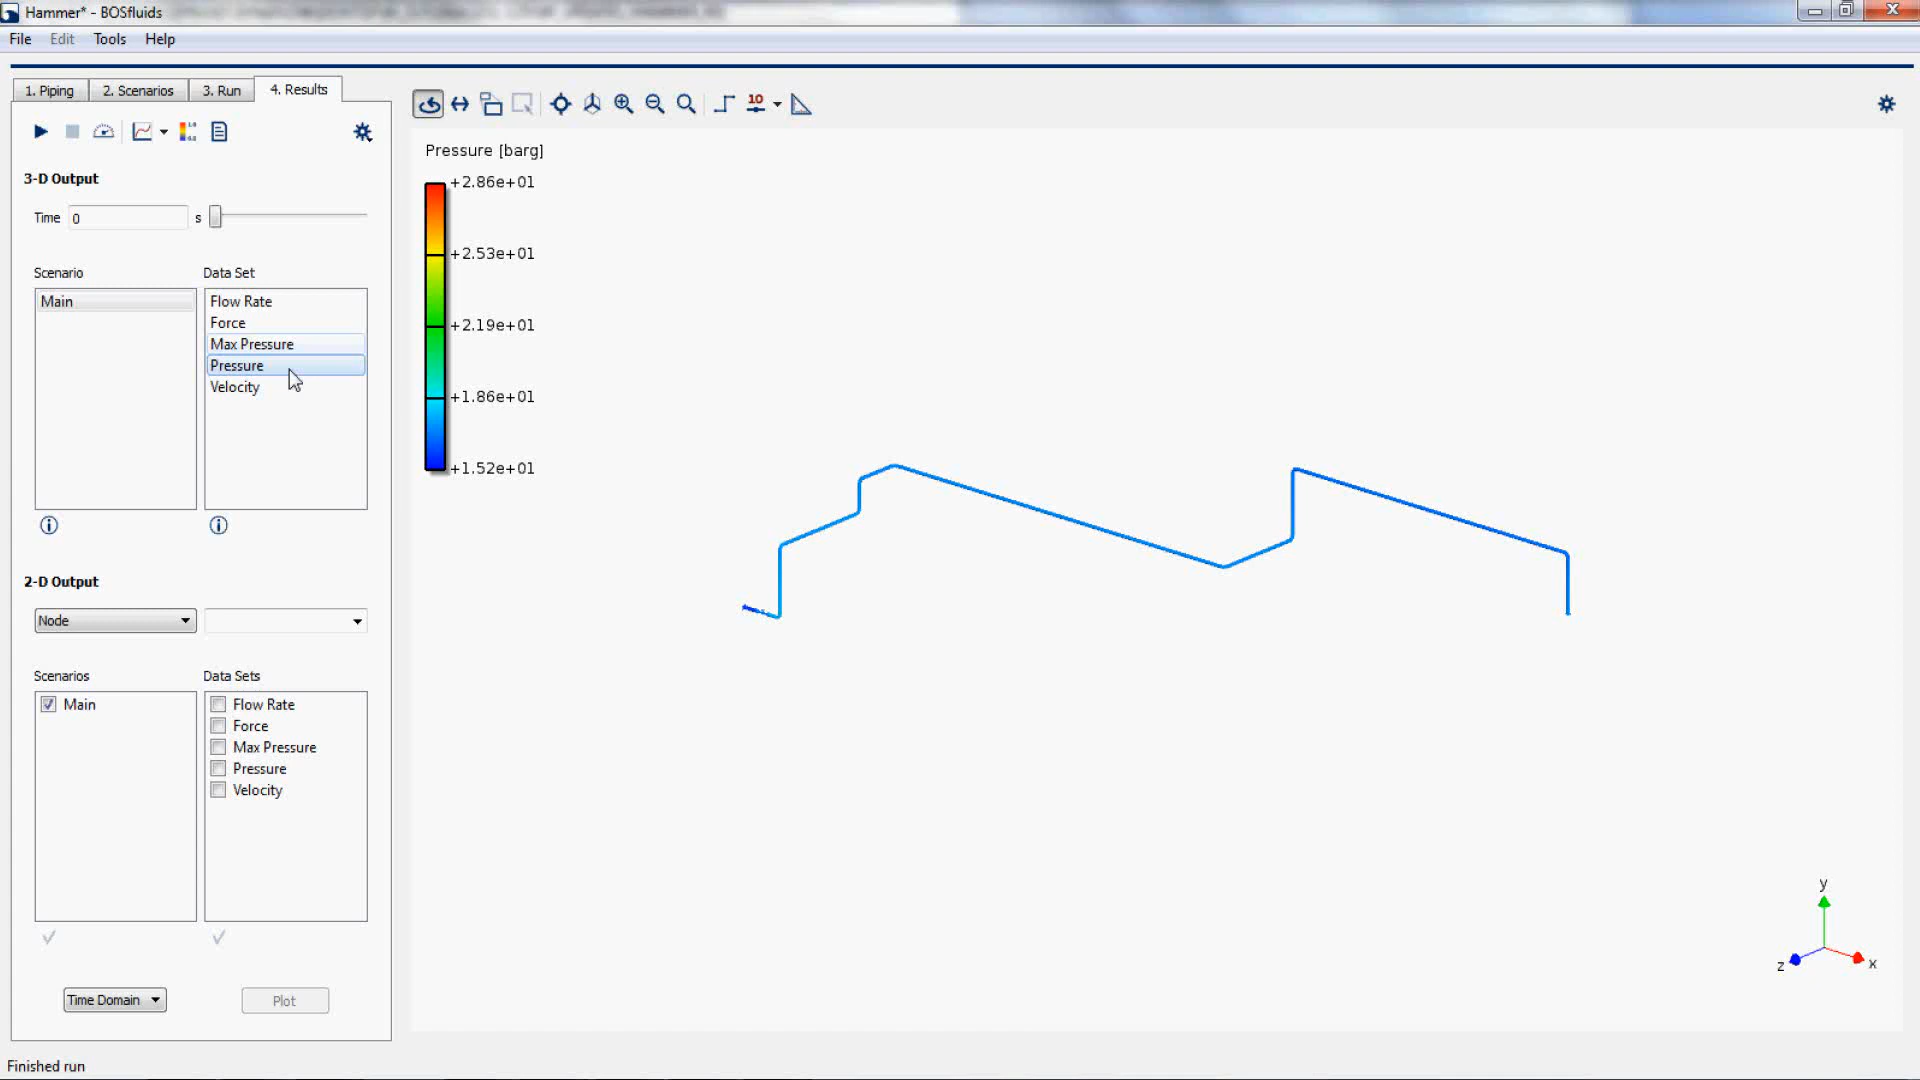 Hammer* - BOSfluids
File Edit Tools Help
1. Piping 2. Scenarios 3. Run 4. Results
10
3-D Output
Time 0 s
Scenario Data Set
Main
Flow Rate
Force
Max Pressure
Pressure
Velocity
2-D Output
Node
Scenarios Data Sets
Main
Flow Rate
Force
Max Pressure
Pressure
Velocity
Time Domain Plot
Finished run
Pressure [barg]
+2.86e+01
+2.53e+01
+2.19e+01
+1.86e+01
+1.52e+01
y
z
x